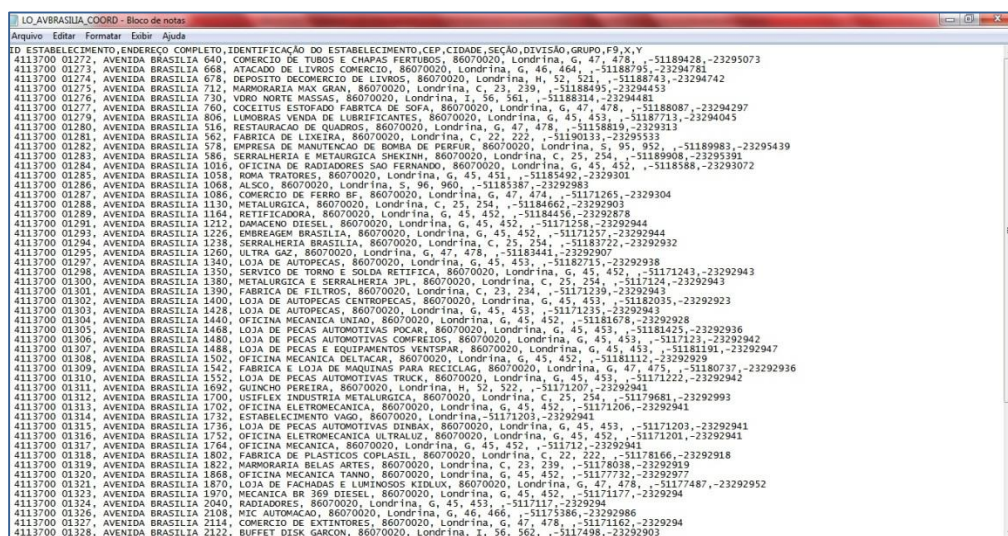 LO_AVBRASILIA_COORD - Bloco de notas
Arquivo Editar Formatar Exibir Ajuda
ID ESTABELECIMENTO,ENDEREÇO COMPLETO,IDENTIFICAÇÃO DO ESTABELECIMENTO,CEP,CIDADE,SEÇÃO,DIVISÃO,GRUPO,F9,X,Y
4113700 01272, AVENIDA BRASILIA 640, COMERCIO DE TUBOS E CHAPAS FERTUBOS, 86070020, Londrina, G, 47, 478, ,-51189428,-23295073
4113700 01273, AVENIDA BRASILIA 668, ATACADO DE LIVROS COMERCIO, 86070020, Londrina, G, 46, 464, ,-51188795,-23294781
4113700 01274, AVENIDA BRASILIA 678, DEPOSITO DECOMERCIO DE LIVROS, 86070020, Londrina, H, 52, 521, ,-51188743,-23294742
4113700 01275, AVENIDA BRASILIA 712, MARMORARIA MAX GRAN, 86070020, Londrina, C, 23, 239, ,-51188495,-23294453
4113700 01276, AVENIDA BRASILIA 730, VDRO NORTE MASSAS, 86070020, Londrina, I, 56, 561, ,-51188314,-23294481
4113700 01277, AVENIDA BRASILIA 760, COCEITUS ESTOFADO FABRTCA DE SOFA, 86070020, Londrina, G, 47, 478, ,-51188087,-23294297
4113700 01279, AVENIDA BRASILIA 806, LUMOBRAS VENDA DE LUBRIFICANTES, 86070020, Londrina, G, 45, 453, ,-51187713,-23294045
4113700 01280, AVENIDA BRASILIA 516, RESTAURACAO DE QUADROS, 86070020, Londrina, G, 47, 478, ,-51158819,-2329313
4113700 01281, AVENIDA BRASILIA 562, FABRICA DE LIXEIRA, 86070020, Londrina, C, 22, 222, ,-51190133,-23295533
4113700 01282, AVENIDA BRASILIA 578, EMPRESA DE MANUTENCAO DE BOMBA DE PERFUR, 86070020, Londrina, S, 95, 952, ,-51189983,-23295439
4113700 01283, AVENIDA BRASILIA 586, SERRALHERIA E METAURGICA SHEKINH, 86070020, Londrina, C, 25, 254, ,-51189908,-23295391
4113700 01284, AVENIDA BRASILIA 1016, OFICINA DE RADIADORES SAO FERNANDO, 86070020, Londrina, G, 45, 452, ,-5118588,-23293072
4113700 01285, AVENIDA BRASILIA 1058, ROMA TRATORES, 86070020, Londrina, G, 45, 451, ,-5185492,-2329301
4113700 01286, AVENIDA BRASILIA 1068, ALSCO, 86070020, Londrina, S, 96, 960, ,-5185387,-23292983
4113700 01287, AVENIDA BRASILIA 1086, COMERCIO DE FERRO BF, 86070020, Londrina, G, 47, 474, ,-51171265,-2329304
4113700 01288, AVENIDA BRASILIA 1130, METALURGICA, 86070020, Londrina, C, 25, 254, ,-51184662,-2322903
4113700 01289, AVENIDA BRASILIA 1164, RETIFICADORA, 86070020, Londrina, G, 45, 452, ,-51184456,-23292878
4113700 01291, AVENIDA BRASILIA 1212, DAMACENO DIESEL, 86070020, Londrina, G, 45, 452, ,-51171258,-2322944
4113700 01293, AVENIDA BRASILIA 1226, EMBREAGEM BRASILIA, 86070020, Londrina, G, 45, 452, ,-51171257,-2322944
4113700 01294, AVENIDA BRASILIA 1238, SERRALHERIA BRASILIA, 86070020, Londrina, C, 25, 254, ,-51183722,-23292932
4113700 01295, AVENIDA BRASILIA 1260, ULTRA GAZ, 86070020, Londrina, G, 47, 478, ,-5183441,-23292907
4113700 01297, AVENIDA BRASILIA 1340, LOJA DE AUTOPECAS, 86070020, Londrina, G, 45, 453, ,-51182715,-23292938
4113700 01298, AVENIDA BRASILIA 1350, SERVICO DE TORNO E SOLDA RETIFICA, 86070020, Londrina, G, 45, 452, ,-51171243,-23292943
4113700 01300, AVENIDA BRASILIA 1380, METALURGICA E SERRALHERIA JPL, 86070020, Londrina, C, 25, 254, ,-5117124,-23292943
4113700 01301, AVENIDA BRASILIA 1390, FABRICA DE FILTROS, 86070020, Londrina, C, 23, 234, ,-51171239,-23292943
4113700 01302, AVENIDA BRASILIA 1400, LOJA DE AUTOPECAS CENTROPECAS, 86070020, Londrina, G, 45, 453, ,-51182035,-23292923
4113700 01303, AVENIDA BRASILIA 1428, LOJA DE AUTOPECAS, 86070020, Londrina, G, 45, 453, ,-51171235,-23292943
4113700 01304, AVENIDA BRASILIA 1440, OFICINA MECANICA UNIAO, 86070020, Londrina, G, 45, 452, ,-51181678,-23292928
4113700 01305, AVENIDA BRASILIA 1468, LOJA DE PECAS AUTOMOTIVAS POCAR, 86070020, Londrina, G, 45, 453, ,-51181425,-23292936
4113700 01306, AVENIDA BRASILIA 1480, LOJA DE PECAS AUTOMOTIVAS COMFREIOS, 86070020, Londrina, G, 45, 453, ,-5117123,-23292942
4113700 01307, AVENIDA BRASILIA 1488, LOJA DE PECAS E EQUIPAMENTOS VENTSPAR, 86070020, Londrina, G, 45, 453, ,-51181191,-23292947
4113700 01308, AVENIDA BRASILIA 1502, OFICINA MECANICA DELTACAR, 86070020, Londrina, G, 45, 452, ,-51181112,-2322929
4113700 01309, AVENIDA BRASILIA 1542, FABRICA E LOJA DE MAQUINAS PARA RECICLAG, 86070020, Londrina, G, 47, 475, ,-51180737,-23292936
4113700 01310, AVENIDA BRASILIA 1552, LOJA DE PECAS AUTOMOTIVAS TRUCK, 86070020, Londrina, G, 45, 453, ,-51171222,-2322942
4113700 01311, AVENIDA BRASILIA 1692, GUINCHO PEREIRA, 86070020, Londrina, H, 52, 522, ,-51171207,-23292941
4113700 01312, AVENIDA BRASILIA 1700, USIFLEX INDUSTRIA METALURGICA, 86070020, Londrina, C, 25, 254, ,-51179681,-23292993
4113700 01313, AVENIDA BRASILIA 1702, OFICINA ELETROMECANICA, 86070020, Londrina, G, 45, 452, ,-51171206,-23292941
4113700 01314, AVENIDA BRASILIA 1732, ESTABELECIMENTO VAGO, 86070020, Londrina,-51171203,-23292941
4113700 01315, AVENIDA BRASILIA 1736, LOJA DE PECAS AUTOMOTIVAS DINBAX, 86070020, Londrina, G, 45, 453, ,-51171203,-23292941
4113700 01316, AVENIDA BRASILIA 1752, OFICINA ELETROMECANICA ULTRALUZ, 86070020, Londrina, G, 45, 452, ,-51171201,-23292941
4113700 01317, AVENIDA BRASILIA 1764, OFICINA MECANICA, 86070020, Londrina, G, 45, 452, ,-511712,-23292941
4113700 01318, AVENIDA BRASILIA 1802, FABRICA DE PLASTICOS COPLASIL, 86070020, Londrina, C, 22, 222, ,-51178166,-23292918
4113700 01319, AVENIDA BRASILIA 1822, MARMORARIA BELAS ARTES, 86070020, Londrina, C, 23, 239, ,-51178038,-23292919
4113700 01320, AVENIDA BRASILIA 1868, OFICINA MECANICA TANNO, 86070020, Londrina, G, 45, 452, ,-51177732,-23292977
4113700 01321, AVENIDA BRASILIA 1870, LOJA DE FACHADAS E LUMINOSOS KIDLUX, 86070020, Londrina, G, 47, 478, ,-51177487,-23292952
4113700 01323, AVENIDA BRASILIA 1970, MECANICA BR 369 DIESEL, 86070020, Londrina, G, 45, 452, ,-51171177,-2329294
4113700 01324, AVENIDA BRASILIA 2040, RADIADORES, 86070020, Londrina, G, 45, 453, ,-5117117,-2329294
4113700 01326, AVENIDA BRASILIA 2108, MIC AUTOMACAO, 86070020, Londrina, G, 46, 466, ,-5175386,-23292986
4113700 01327, AVENIDA BRASILIA 2114, COMERCIO DE EXTINTORES, 86070020, Londrina, G, 47, 478, ,-51171162,-2329294
4113700 01328, AVENIDA BRASILIA 2122, BUFFET DISK GARCON, 86070020, Londrina, I, 56, 562, ,-5117498,-23292903